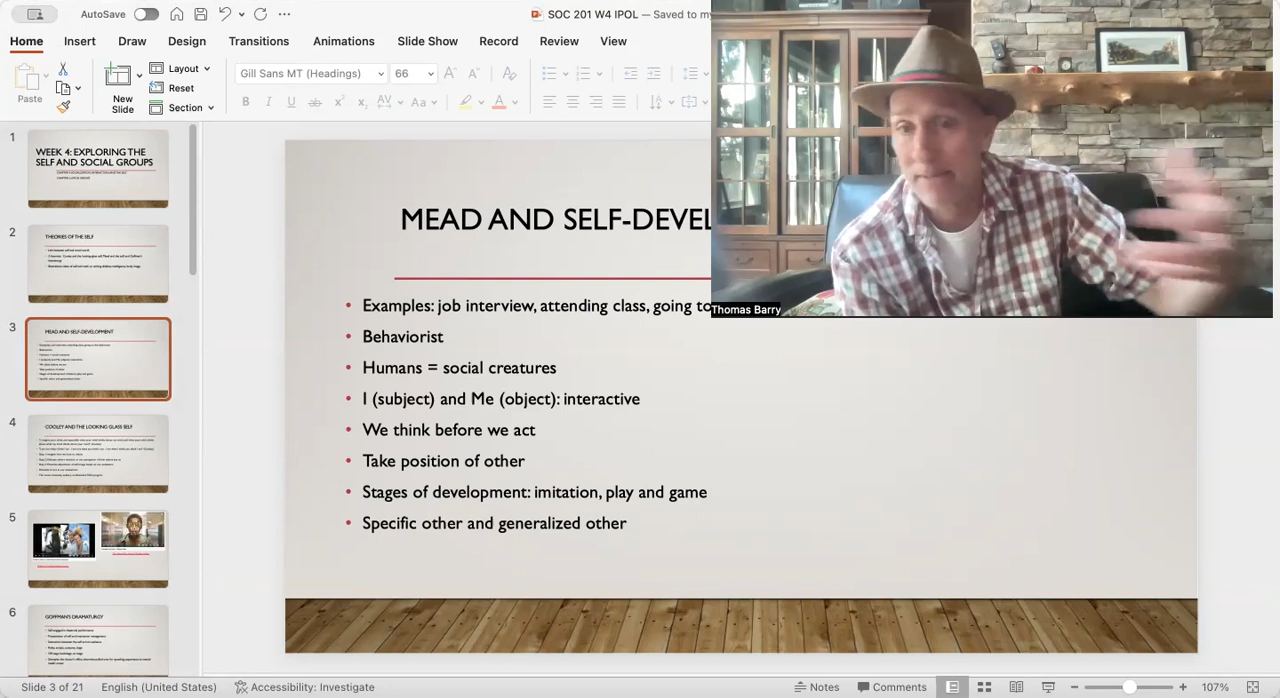 AutoSave
SOC 201 W4 IPOL — Saved to my
Home Insert Draw Design Transitions Animations Slide Show Record Review View
Paste
New
Slide
Layout
Reset
Section
Gill Sans MT (Headings) 66
1
WEEK 4: EXPLORING THE
SELF AND SOCIAL GROUPS
2
THEORIES OF THE SELF
3
MEAD AND SELF-DEVELOPMENT
4
COOLEY AND THE LOOKING GLASS SELF
5
6
GOFFMAN'S DRAMATURGY
MEAD AND SELF-DEVEL
• Examples: job interview, attending class, going to
• Behaviorist
• Humans = social creatures
• I (subject) and Me (object): interactive
• We think before we act
• Take position of other
• Stages of development: imitation, play and game
• Specific other and generalized other
Thomas Barry
Slide 3 of 21 English (United States) Accessibility: Investigate Notes Comments 107%